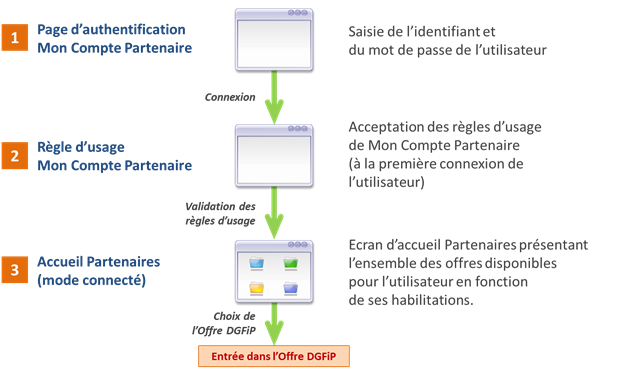 1
Page d’authentification
Mon Compte Partenaire
Saisie de l’identifiant et
du mot de passe de l’utilisateur
Connexion
2
Règle d’usage
Mon Compte Partenaire
Acceptation des règles d’usage
de Mon Compte Partenaire
(à la première connexion de
l’utilisateur)
Validation des
règles d’usage
3
Accueil Partenaires
(mode connecté)
Ecran d’accueil Partenaires présentant
l’ensemble des offres disponibles
pour l’utilisateur en fonction
de ses habilitations.
Choix de
l’Offre DGFiP
Entrée dans l’Offre DGFiP